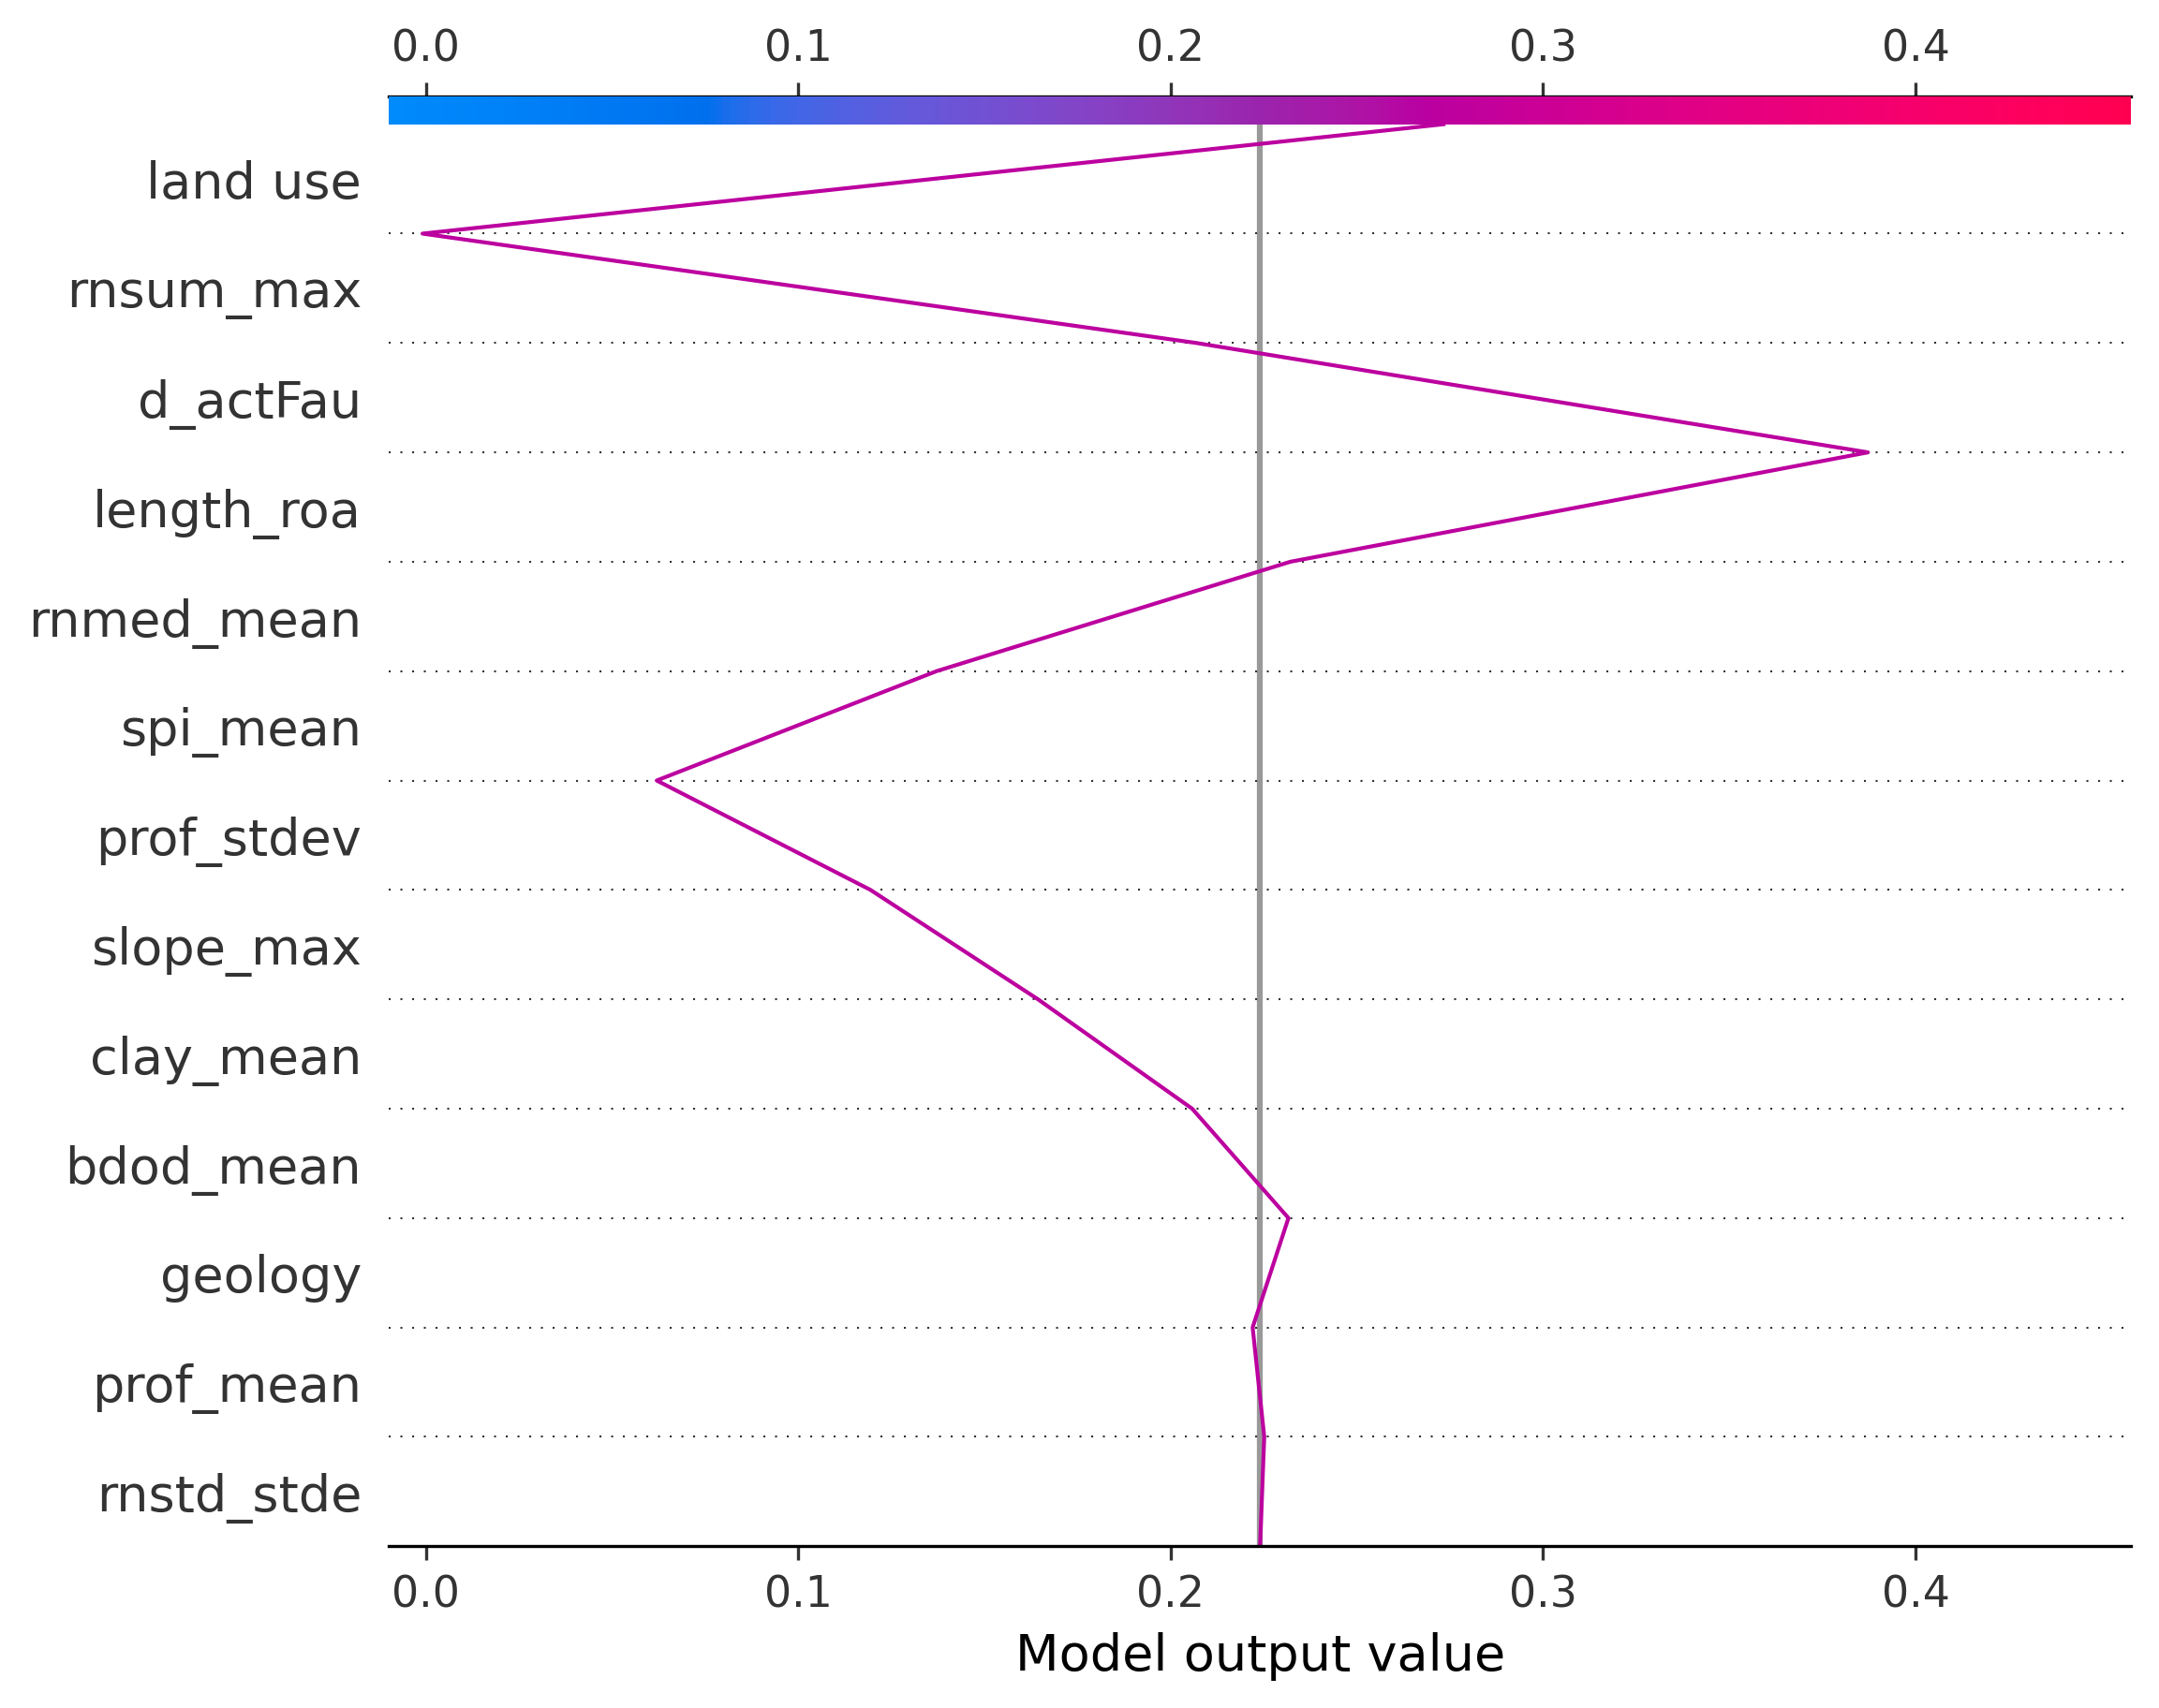 0.0 0.1 0.2 0.3 0.4
land use
rnsum_max
d_actFau
length_roa
rnmed_mean
spi_mean
prof_stdev
slope_max
clay_mean
bdod_mean
geology
prof_mean
rnstd_stde
0.0 0.1 0.2 0.3 0.4
Model output value